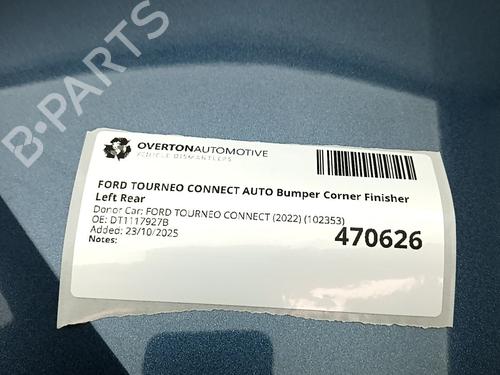 B-PARTS
OVERTONAUTOMOTIVE
VEHICLE DISMANTLERS
FORD TOURNEO CONNECT AUTO Bumper Corner Finisher
Left Rear
Donor Car: FORD TOURNEO CONNECT (2022) (102353)
OE: DT1117927B
Added: 23/10/2025
Notes:
470626